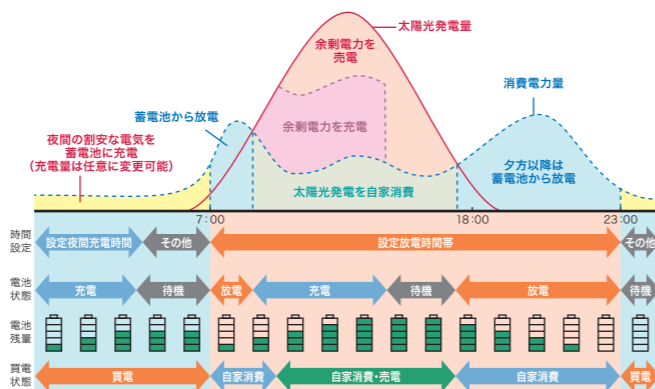 太陽光発電量
余剰電力を
売電
消費電力量
蓄電池から放電
余剰電力を充電
夜間の割安な電気を
蓄電池に充電
(充電量は任意に変更可能)
夕方以降は
蓄電池から放電
太陽光発電を自家消費
7:00
18:00
23:00
時間
設定
設定夜間充電時間
その他
設定放電時間帯
その他
電池
状態
充電
待機
放電
充電
待機
放電
待機
電池
残量
買電
状態
買電
自家消費
自家消費・売電
自家消費
買電